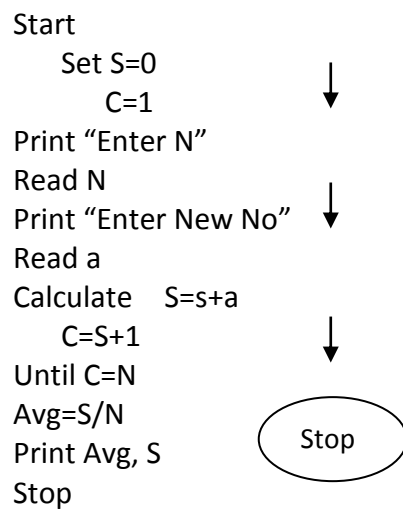 Start
Set S=0
C=1
Print “Enter N”
Read N
Print “Enter New No”
Read a
Calculate S=s+a
C=S+1
Until C=N
Avg=S/N
Print Avg, S
Stop
Stop